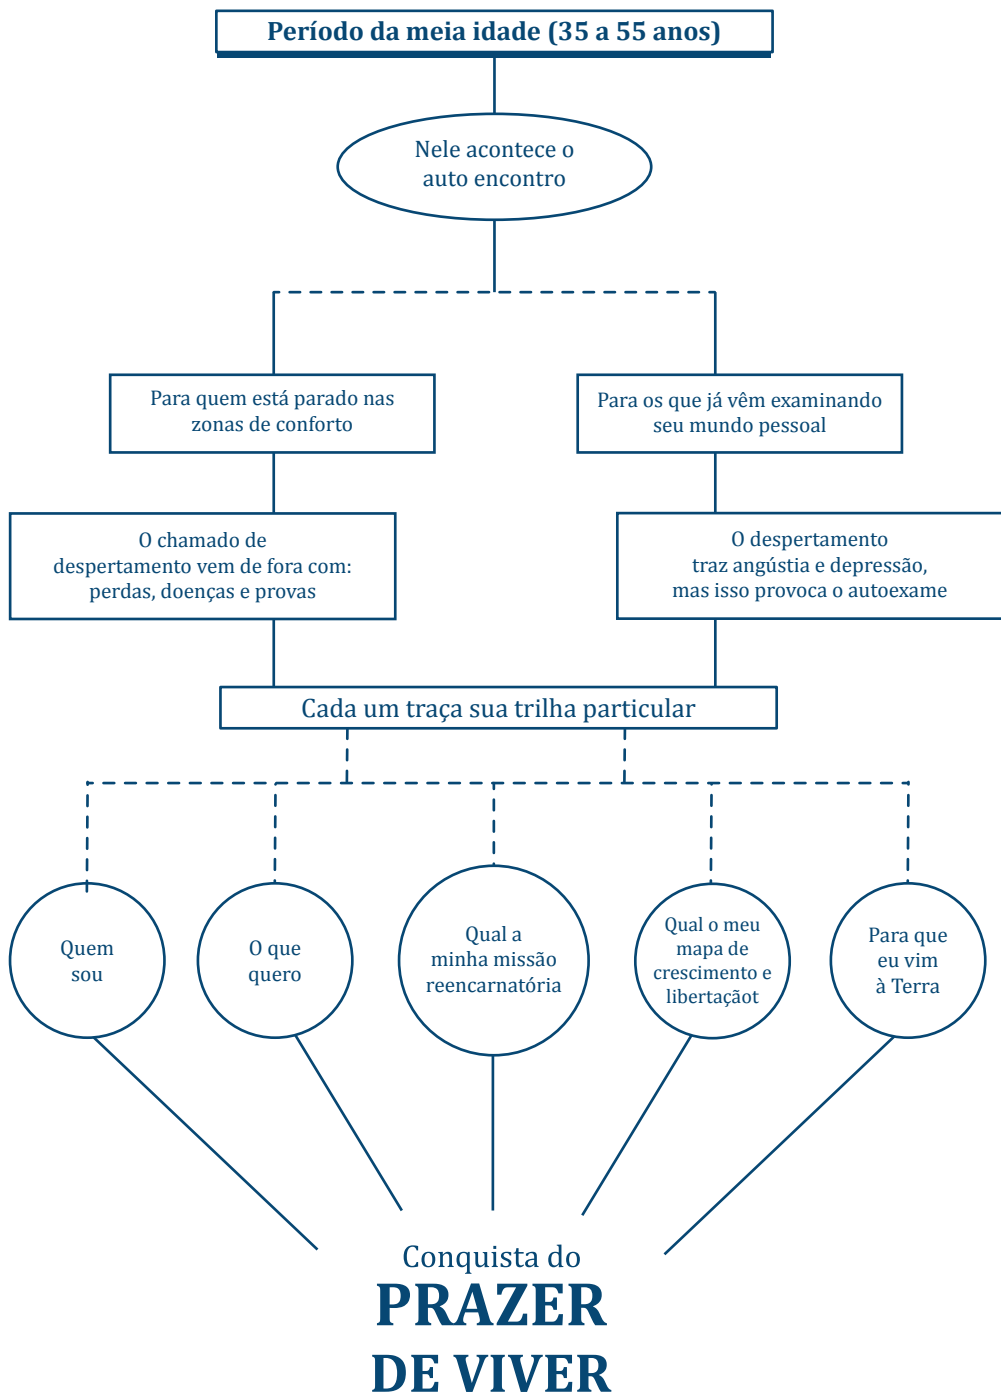 Período da meia idade (35 a 55 anos)
Nele acontece o
auto encontro
Para quem está parado nas
zonas de conforto
Para os que já vêm examinando
seu mundo pessoal
O chamado de
despertamento vem de fora com:
perdas, doenças e provas
O despertamento
traz angústia e depressão,
mas isso provoca o autoexame
Cada um traça sua trilha particular
Quem
sou
O que
quero
Qual a
minha missão
reencarnatória
Qual o meu
mapa de
crescimento e
libertaçãot
Para que
eu vim
à Terra
Conquista do
PRAZER
DE VIVER